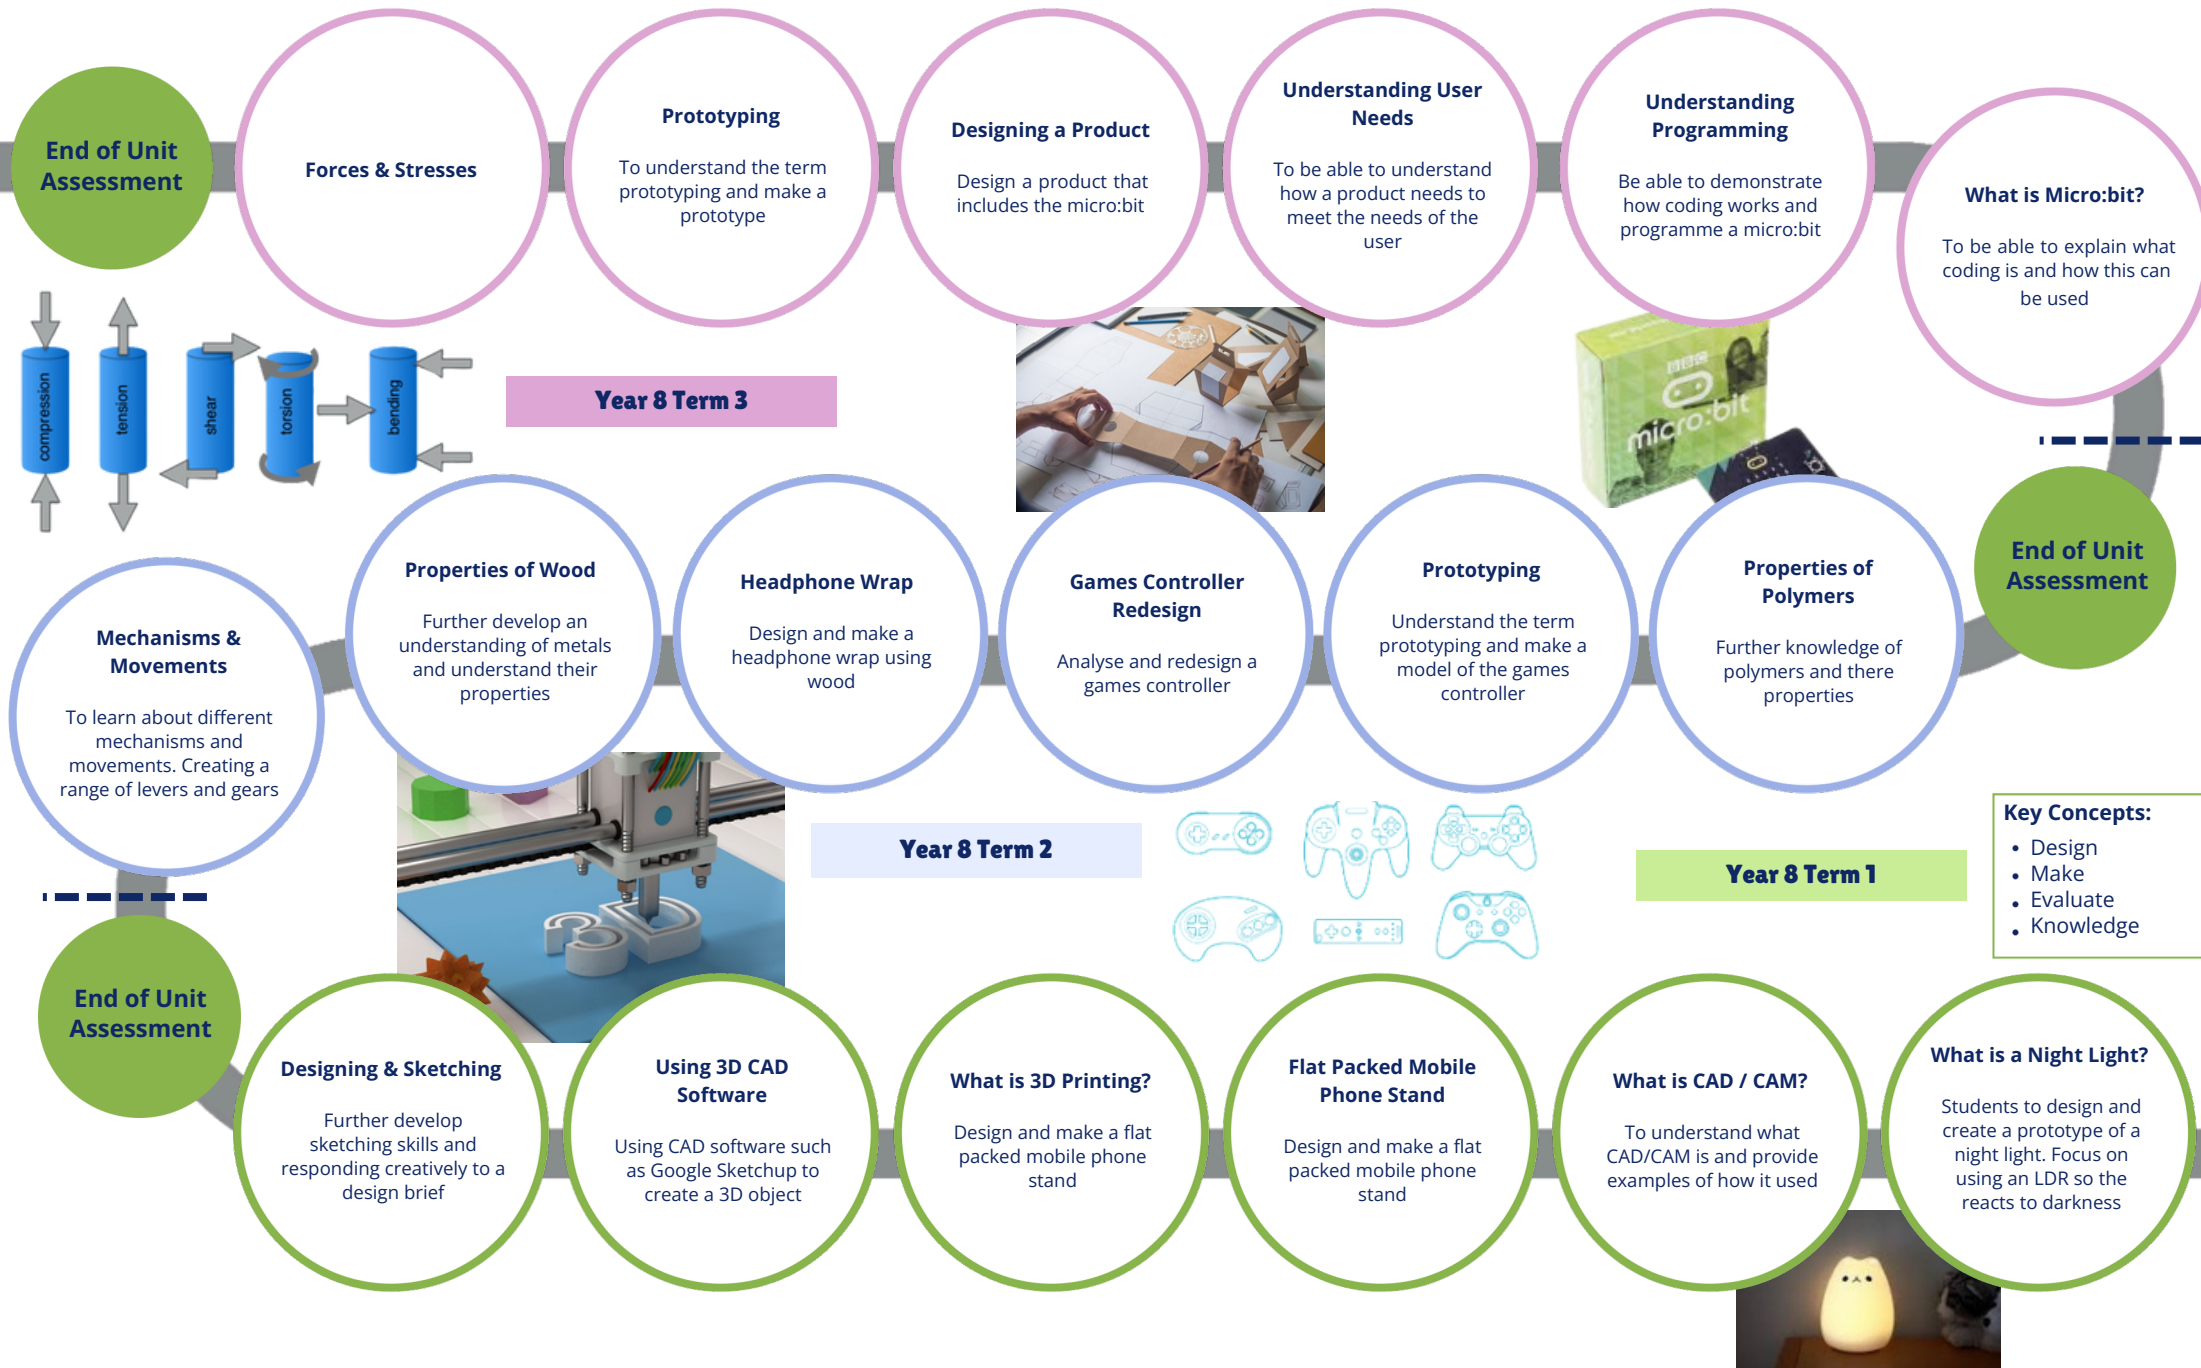 End of Unit
Assessment
Forces & Stresses
Prototyping
To understand the term
prototyping and make a
prototype
Designing a Product
Design a product that
includes the micro:bit
Understanding User
Needs
To be able to understand
how a product needs to
meet the needs of the
user
Understanding
Programming
Be able to demonstrate
how coding works and
programme a micro:bit
What is Micro:bit?
To be able to explain what
coding is and how this can
be used
compression
tension
shear
torsion
bending
Year 8 Term 3
BBC
micro:bit
Mechanisms &
Movements
To learn about different
mechanisms and
movements. Creating a
range of levers and gears
Properties of Wood
Further develop an
understanding of metals
and understand their
properties
Headphone Wrap
Design and make a
headphone wrap using
wood
Games Controller
Redesign
Analyse and redesign a
games controller
Prototyping
Understand the term
prototyping and make a
model of the games
controller
Properties of
Polymers
Further knowledge of
polymers and there
properties
End of Unit
Assessment
3D
Year 8 Term 2
Year 8 Term 1
Key Concepts:
• Design
• Make
• Evaluate
• Knowledge
End of Unit
Assessment
Designing & Sketching
Further develop
sketching skills and
responding creatively to a
design brief
Using 3D CAD
Software
Using CAD software such
as Google Sketchup to
create a 3D object
What is 3D Printing?
Design and make a flat
packed mobile phone
stand
Flat Packed Mobile
Phone Stand
Design and make a flat
packed mobile phone
stand
What is CAD / CAM?
To understand what
CAD/CAM is and provide
examples of how it used
What is a Night Light?
Students to design and
create a prototype of a
night light. Focus on
using an LDR so the
reacts to darkness